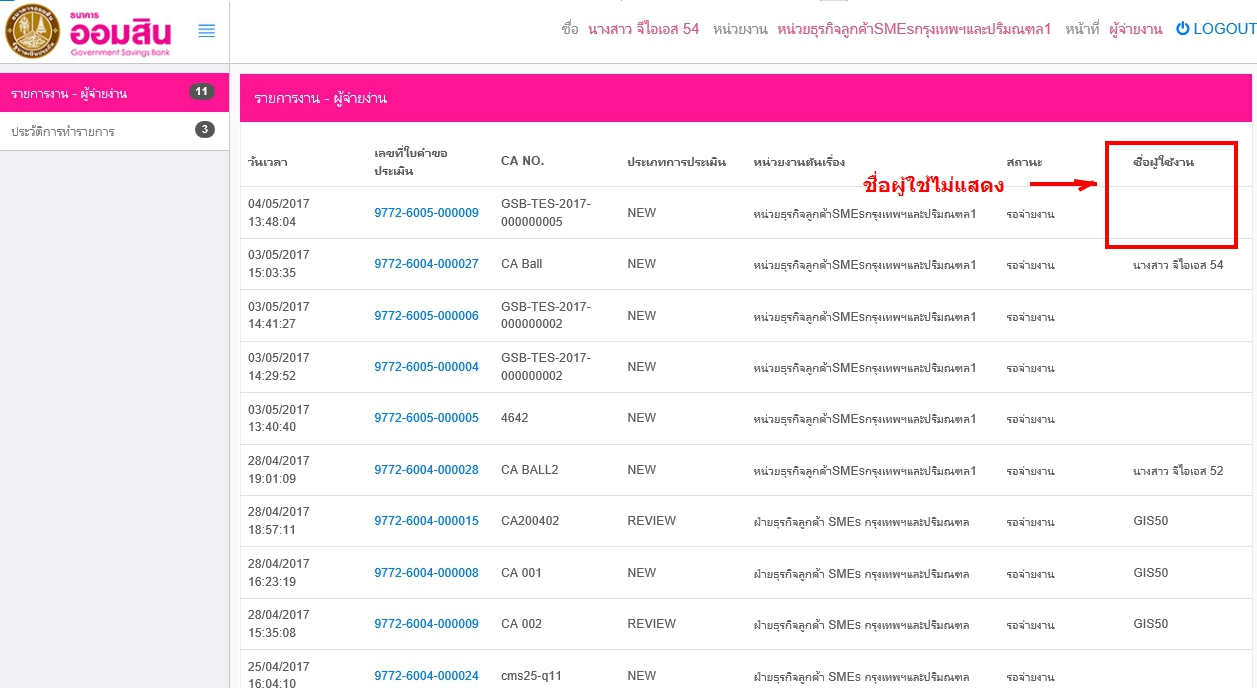 ธนาคาร
ออมสิน
Government Savings Bank
ชื่อ นางสาว จีไอเอส 54 หน่วยงาน หน่วยธุรกิจลูกค้าSMEsกรุงเทพฯและปริมณฑล1 หน้าที่ ผู้จ่ายงาน LOGOUT
รายการงาน - ผู้จ่ายงาน 11
ประวัติการทำรายการ 3
รายการงาน - ผู้จ่ายงาน
วันเวลา เลขที่ใบคำขอประเมิน CA NO. ประเภทการประเมิน หน่วยงานต้นเรื่อง สถานะ ชื่อผู้ใช้งาน
ชื่อผู้ใช้ไม่แสดง
04/05/2017 13:48:04 9772-6005-000009 GSB-TES-2017-000000005 NEW หน่วยธุรกิจลูกค้าSMEsกรุงเทพฯและปริมณฑล1 รอจ่ายงาน
03/05/2017 15:03:35 9772-6004-000027 CA Ball NEW หน่วยธุรกิจลูกค้าSMEsกรุงเทพฯและปริมณฑล1 รอจ่ายงาน นางสาว จีไอเอส 54
03/05/2017 14:41:27 9772-6005-000006 GSB-TES-2017-000000002 NEW หน่วยธุรกิจลูกค้าSMEsกรุงเทพฯและปริมณฑล1 รอจ่ายงาน
03/05/2017 14:29:52 9772-6005-000004 GSB-TES-2017-000000002 NEW หน่วยธุรกิจลูกค้าSMEsกรุงเทพฯและปริมณฑล1 รอจ่ายงาน
03/05/2017 13:40:40 9772-6005-000005 4642 NEW หน่วยธุรกิจลูกค้าSMEsกรุงเทพฯและปริมณฑล1 รอจ่ายงาน
28/04/2017 19:01:09 9772-6004-000028 CA BALL2 NEW หน่วยธุรกิจลูกค้าSMEsกรุงเทพฯและปริมณฑล1 รอจ่ายงาน นางสาว จีไอเอส 52
28/04/2017 18:57:11 9772-6004-000015 CA200402 REVIEW ฝ่ายธุรกิจลูกค้า SMEs กรุงเทพฯและปริมณฑล รอจ่ายงาน GIS50
28/04/2017 16:23:19 9772-6004-000008 CA 001 NEW ฝ่ายธุรกิจลูกค้า SMEs กรุงเทพฯและปริมณฑล รอจ่ายงาน GIS50
28/04/2017 15:35:08 9772-6004-000009 CA 002 REVIEW ฝ่ายธุรกิจลูกค้า SMEs กรุงเทพฯและปริมณฑล รอจ่ายงาน GIS50
25/04/2017 16:04:10 9772-6004-000024 cms25-q11 NEW ฝ่ายธุรกิจลูกค้า SMEs กรุงเทพฯและปริมณฑล รอจ่ายงาน